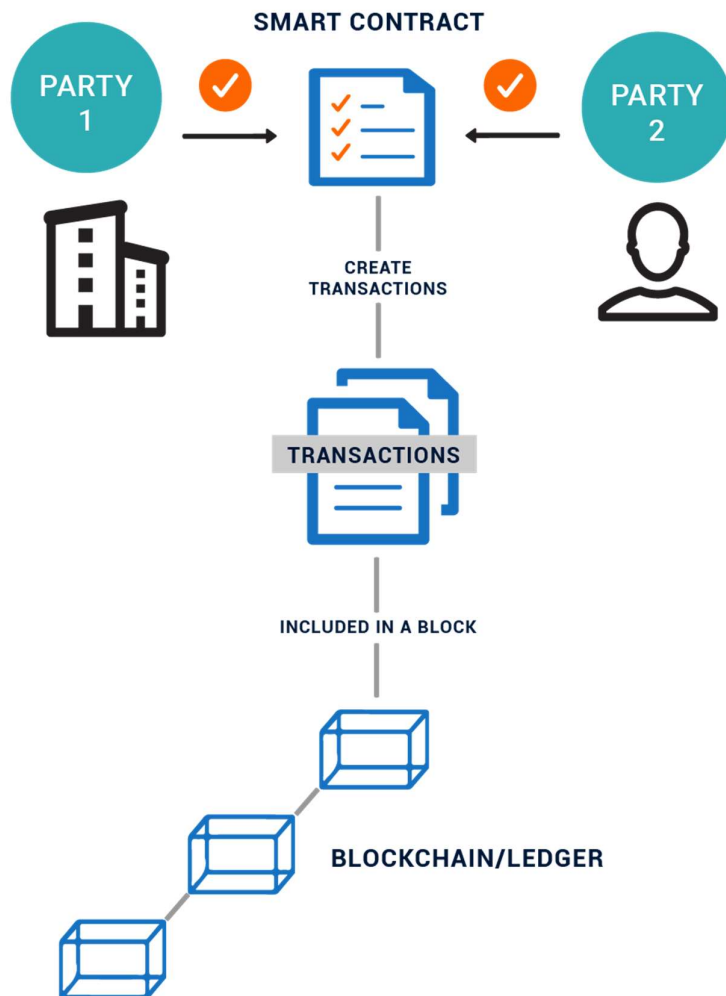 SMART CONTRACT
PARTY
1
PARTY
2
CREATE
TRANSACTIONS
TRANSACTIONS
INCLUDED IN A BLOCK
BLOCKCHAIN/LEDGER